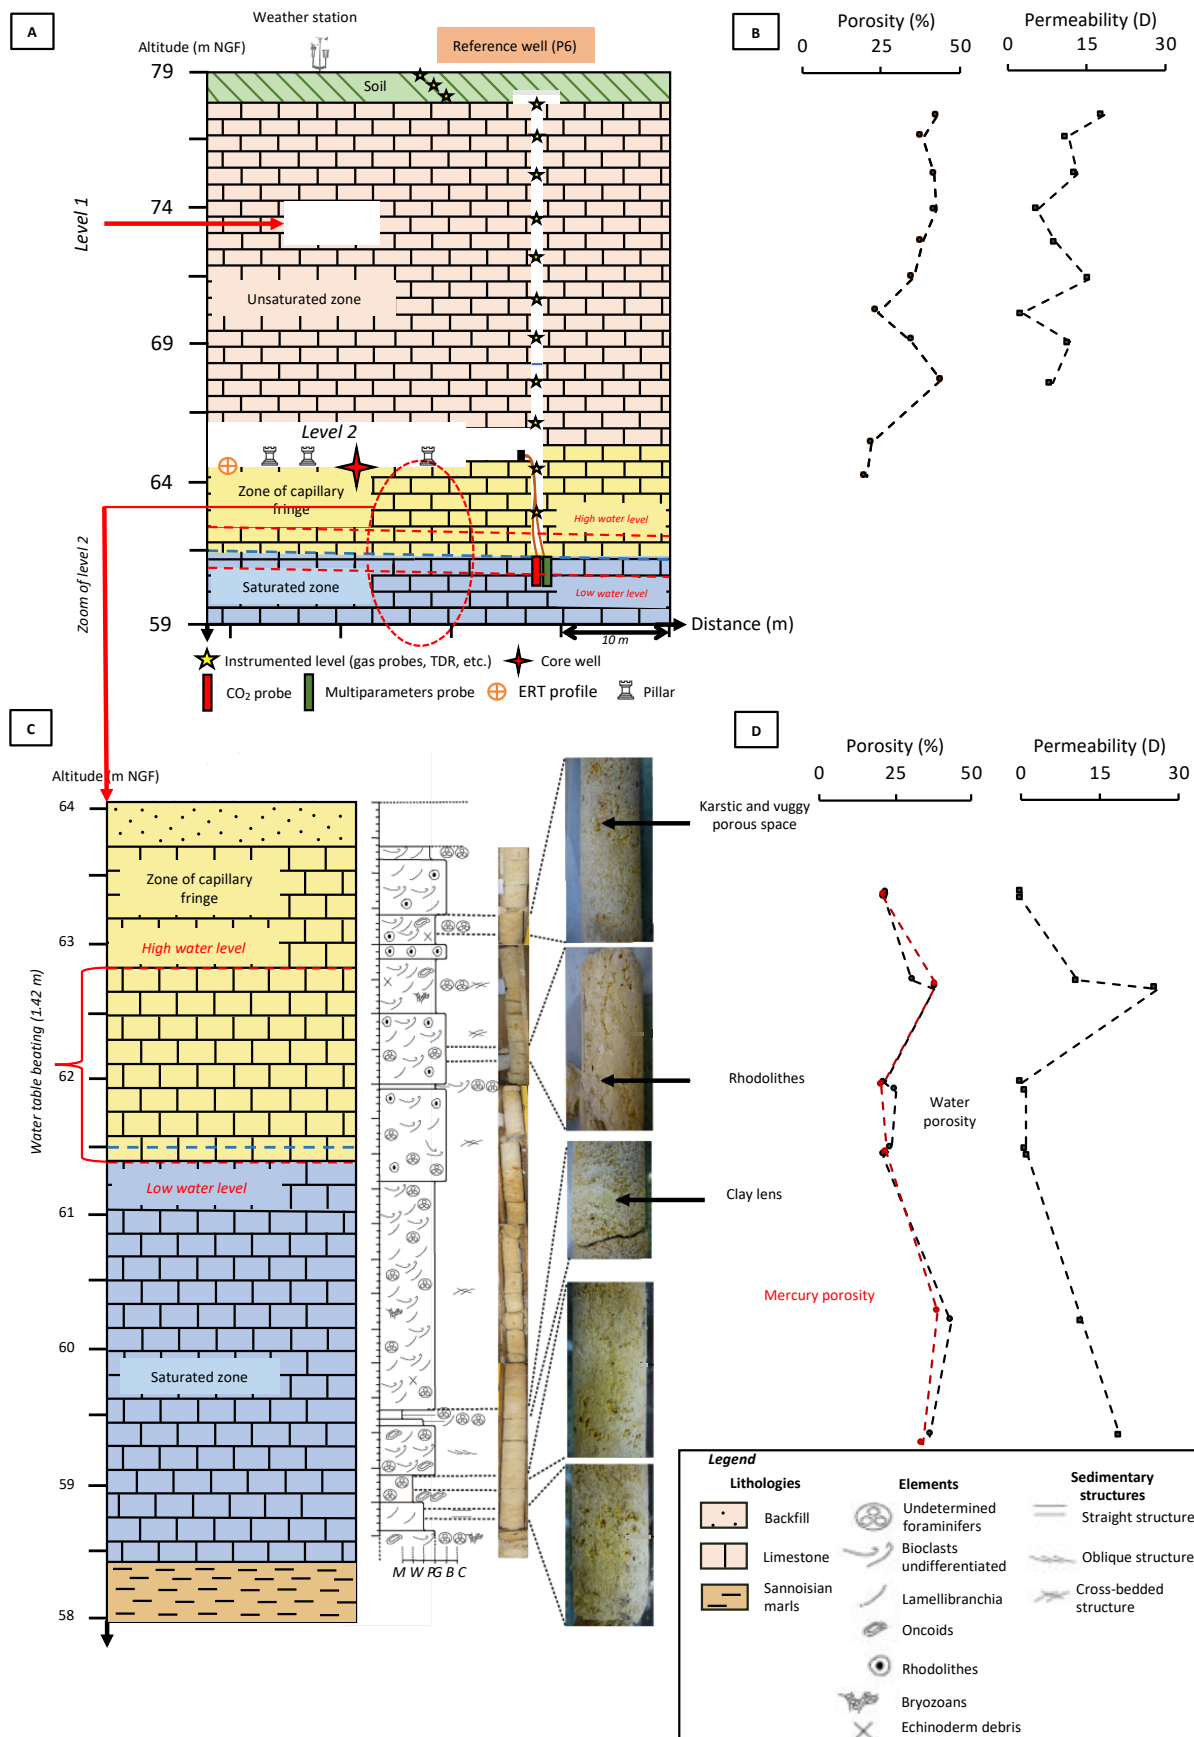 A
Weather station
Altitude (m NGF)
Reference well (P6)
79
Soil
74
Level 1
Unsaturated zone
69
Level 2
64
Zone of capillary
fringe
High water level
Zoom of level 2
Saturated zone
Low water level
59
Distance (m)
10 m
Instrumented level (gas probes, TDR, etc.)
Core well
CO₂ probe
Multiparameters probe
ERT profile
Pillar
B
Porosity (%)
0 25 50
Permeability (D)
0 15 30
C
Altitude (m NGF)
64
Zone of capillary
fringe
63
High water level
Water table beating (1.42 m)
62
Low water level
61
60
Saturated zone
59
58
M W P G B C
Karstic and vuggy
porous space
Rhodolithes
Clay lens
D
Porosity (%)
0 25 50
Permeability (D)
0 15 30
Water
porosity
Mercury porosity
Legend
Lithologies
Backfill
Limestone
Sannoisian
marls
Elements
Undetermined
foraminifers
Bioclasts
undifferentiated
Lamellibranchia
Oncoids
Rhodolithes
Bryozoans
Echinoderm debris
Sedimentary
structures
Straight structure
Oblique structure
Cross-bedded
structure